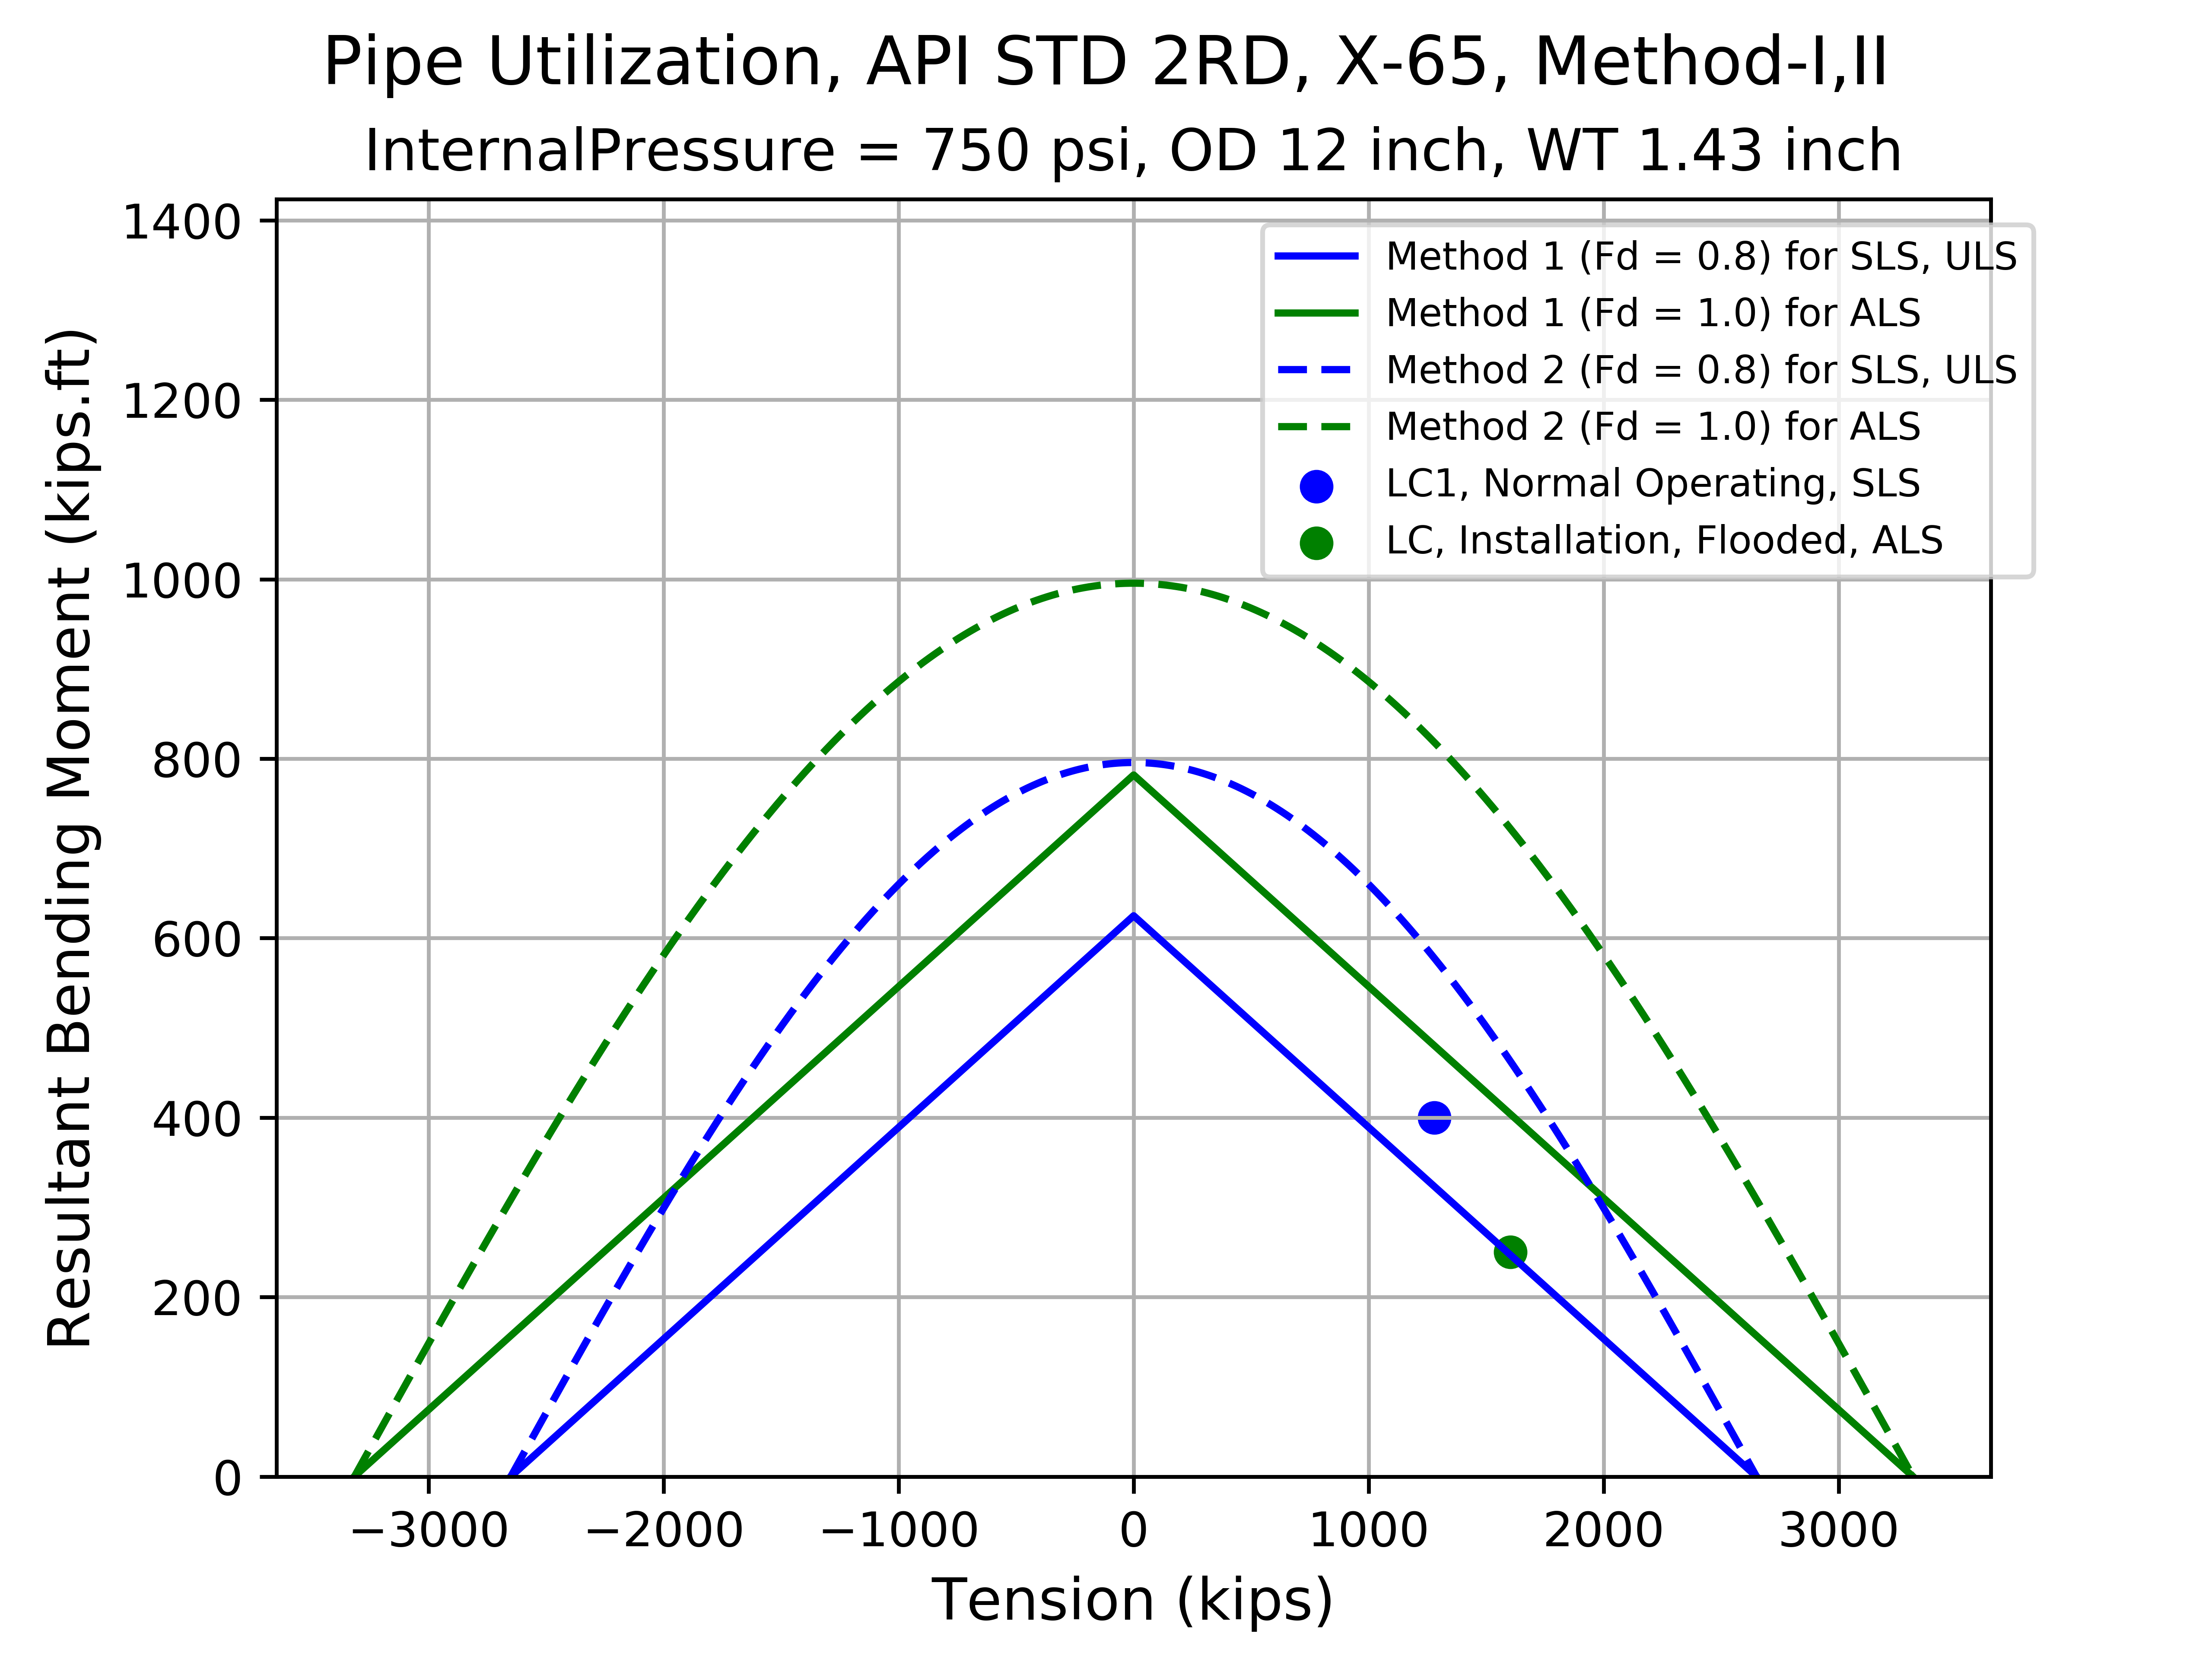 Pipe Utilization, API STD 2RD, X-65, Method-I,II
InternalPressure = 750 psi, OD 12 inch, WT 1.43 inch
Resultant Bending Moment (kips.ft)
1400
1200
1000
800
600
400
200
0
Method 1 (Fd = 0.8) for SLS, ULS
Method 1 (Fd = 1.0) for ALS
Method 2 (Fd = 0.8) for SLS, ULS
Method 2 (Fd = 1.0) for ALS
LC1, Normal Operating, SLS
LC, Installation, Flooded, ALS
−3000 −2000 −1000 0 1000 2000 3000
Tension (kips)